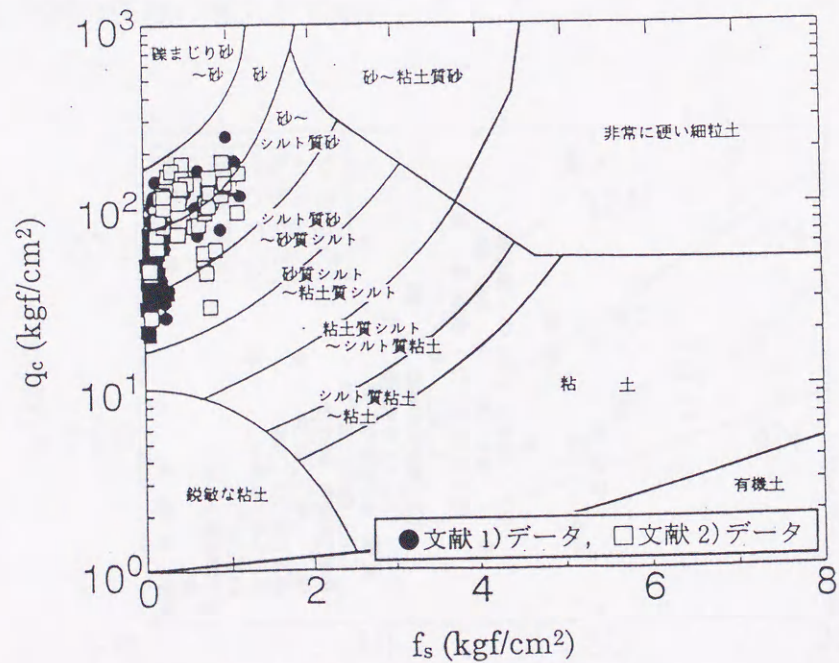 10³
礫まじり砂
～砂
砂
砂～粘土質砂
砂～
シルト質砂
非常に硬い細粒土
10²
シルト質砂
～砂質シルト
砂質シルト
～粘土質シルト
粘土質シルト
～シルト質粘土
10¹
シルト質粘土
～粘土
粘 土
鋭敏な粘土
有機土
●文献 1)データ, □文献 2)データ
10⁰
0 2 4 6 8
qc (kgf/cm²)
fs (kgf/cm²)